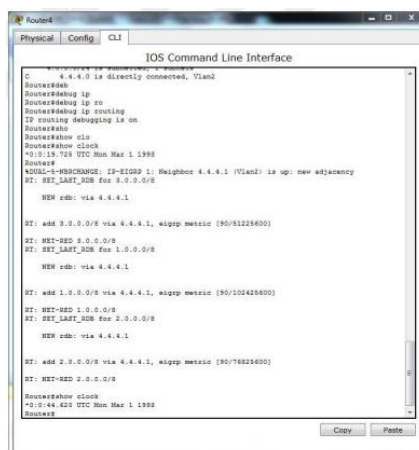 Router4
Physical Config CLI
IOS Command Line Interface
C 4.4.4.0 is directly connected, Vlan2
Router#deb
Router#debug ip
Router#debug ip ro
Router#debug ip routing
IP routing debugging is on
Router#sho
Router#show clo
Router#show clock
*0:0:19.725 UTC Mon Mar 1 1993
Router#
%DUAL-5-NBRCHANGE: IP-EIGRP 1: Neighbor 4.4.4.1 (Vlan2) is up: new adjacency
RT: SET_LAST_RDB for 3.0.0.0/8
NEW rdb: via 4.4.4.1
RT: add 3.0.0.0/8 via 4.4.4.1, eigrp metric [90/51225600]
RT: NET-RED 3.0.0.0/8
RT: SET_LAST_RDB for 1.0.0.0/8
NEW rdb: via 4.4.4.1
RT: add 1.0.0.0/8 via 4.4.4.1, eigrp metric [90/102425600]
RT: NET-RED 1.0.0.0/8
RT: SET_LAST_RDB for 2.0.0.0/8
NEW rdb: via 4.4.4.1
RT: add 2.0.0.0/8 via 4.4.4.1, eigrp metric [90/76825600]
RT: NET-RED 2.0.0.0/8
Router#show clock
*0:0:44.620 UTC Mon Mar 1 1993
Router#
Copy Paste